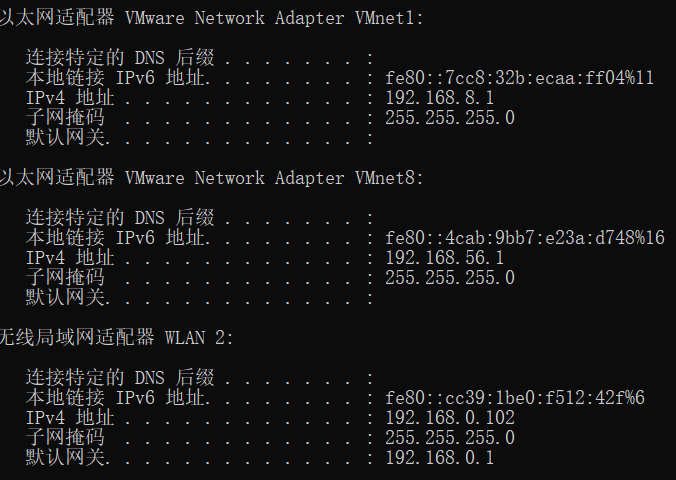 以太网适配器 VMware Network Adapter VMnet1:
连接特定的 DNS 后缀 . . . . . . . :
本地链接 IPv6 地址. . . . . . . . : fe80::7cc8:32b:ecaa:ff04%11
IPv4 地址 . . . . . . . . . . . . : 192.168.8.1
子网掩码  . . . . . . . . . . . . : 255.255.255.0
默认网关. . . . . . . . . . . . . :
以太网适配器 VMware Network Adapter VMnet8:
连接特定的 DNS 后缀 . . . . . . . :
本地链接 IPv6 地址. . . . . . . . : fe80::4cab:9bb7:e23a:d748%16
IPv4 地址 . . . . . . . . . . . . : 192.168.56.1
子网掩码  . . . . . . . . . . . . : 255.255.255.0
默认网关. . . . . . . . . . . . . :
无线局域网适配器 WLAN 2:
连接特定的 DNS 后缀 . . . . . . . :
本地链接 IPv6 地址. . . . . . . . : fe80::cc39:1be0:f512:42f%6
IPv4 地址 . . . . . . . . . . . . : 192.168.0.102
子网掩码  . . . . . . . . . . . . : 255.255.255.0
默认网关. . . . . . . . . . . . . : 192.168.0.1